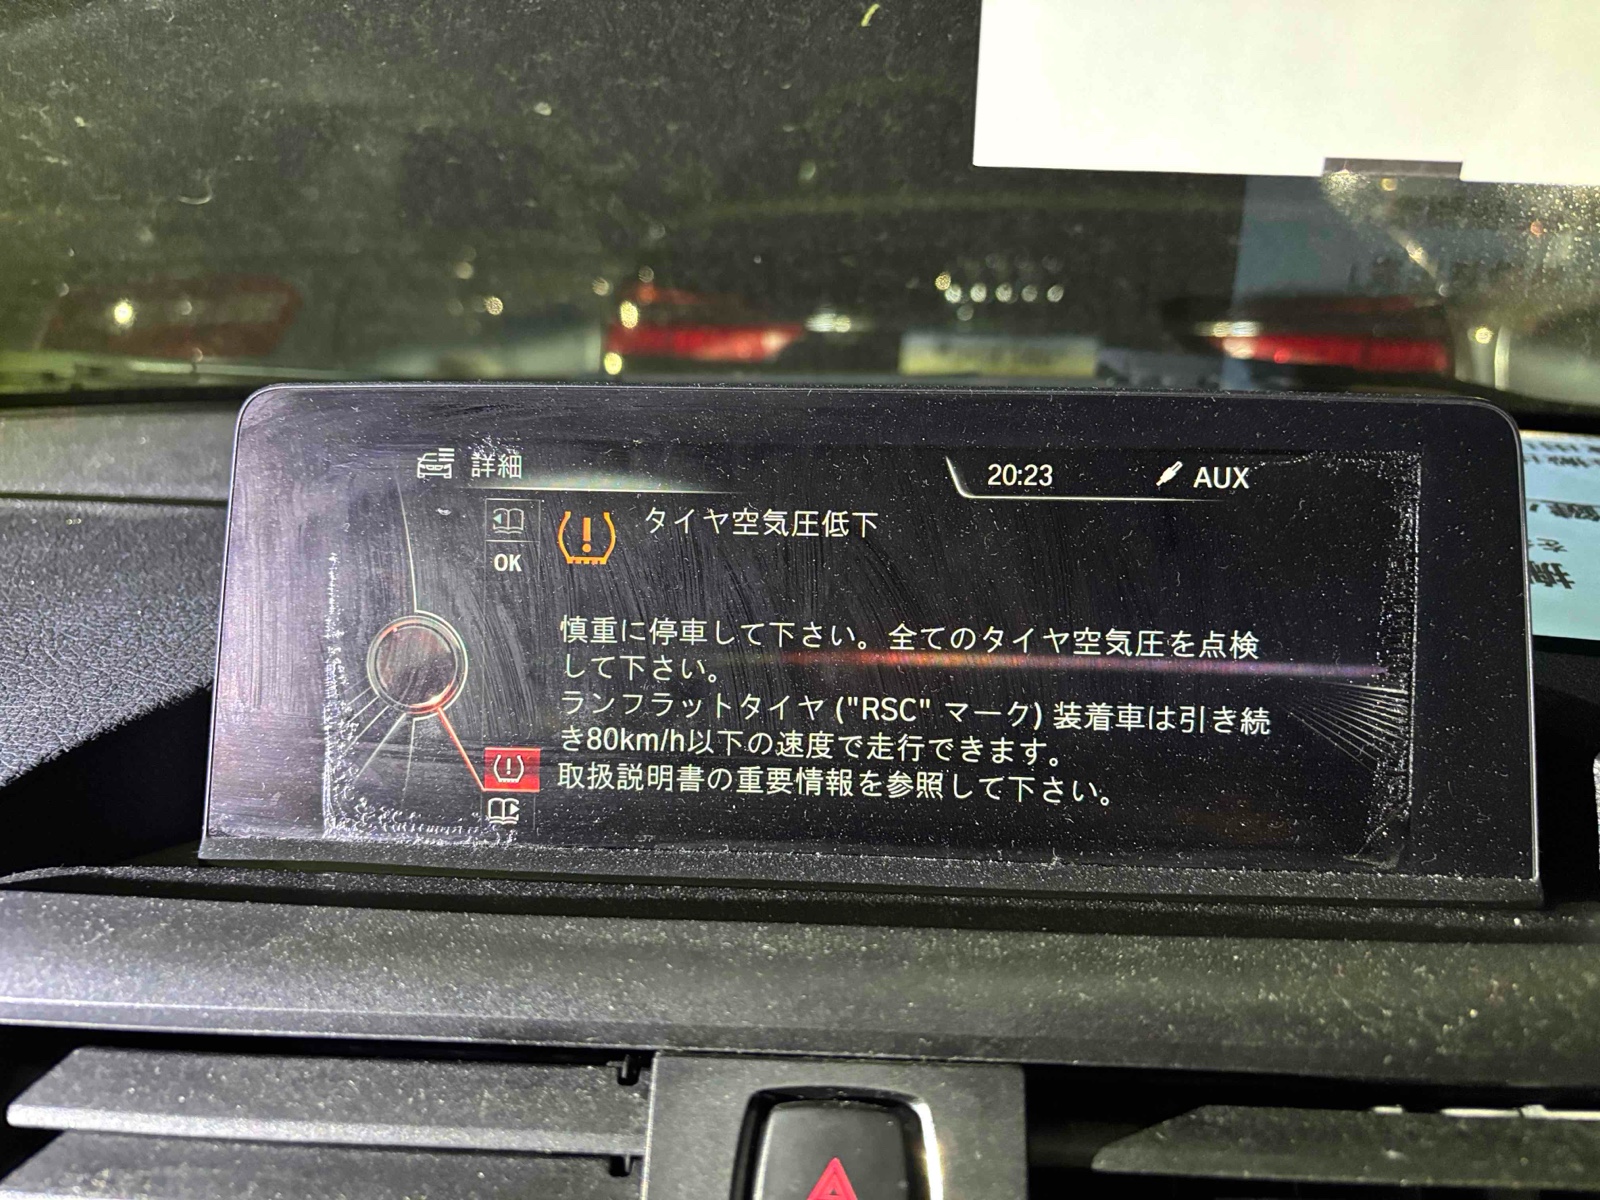 詳細
20:23
AUX
タイヤ空気圧低下
OK
慎重に停車して下さい。全てのタイヤ空気圧を点検
して下さい。
ランフラットタイヤ ("RSC" マーク) 装着車は引き続
き80km/h以下の速度で走行できます。
取扱説明書の重要情報を参照して下さい。